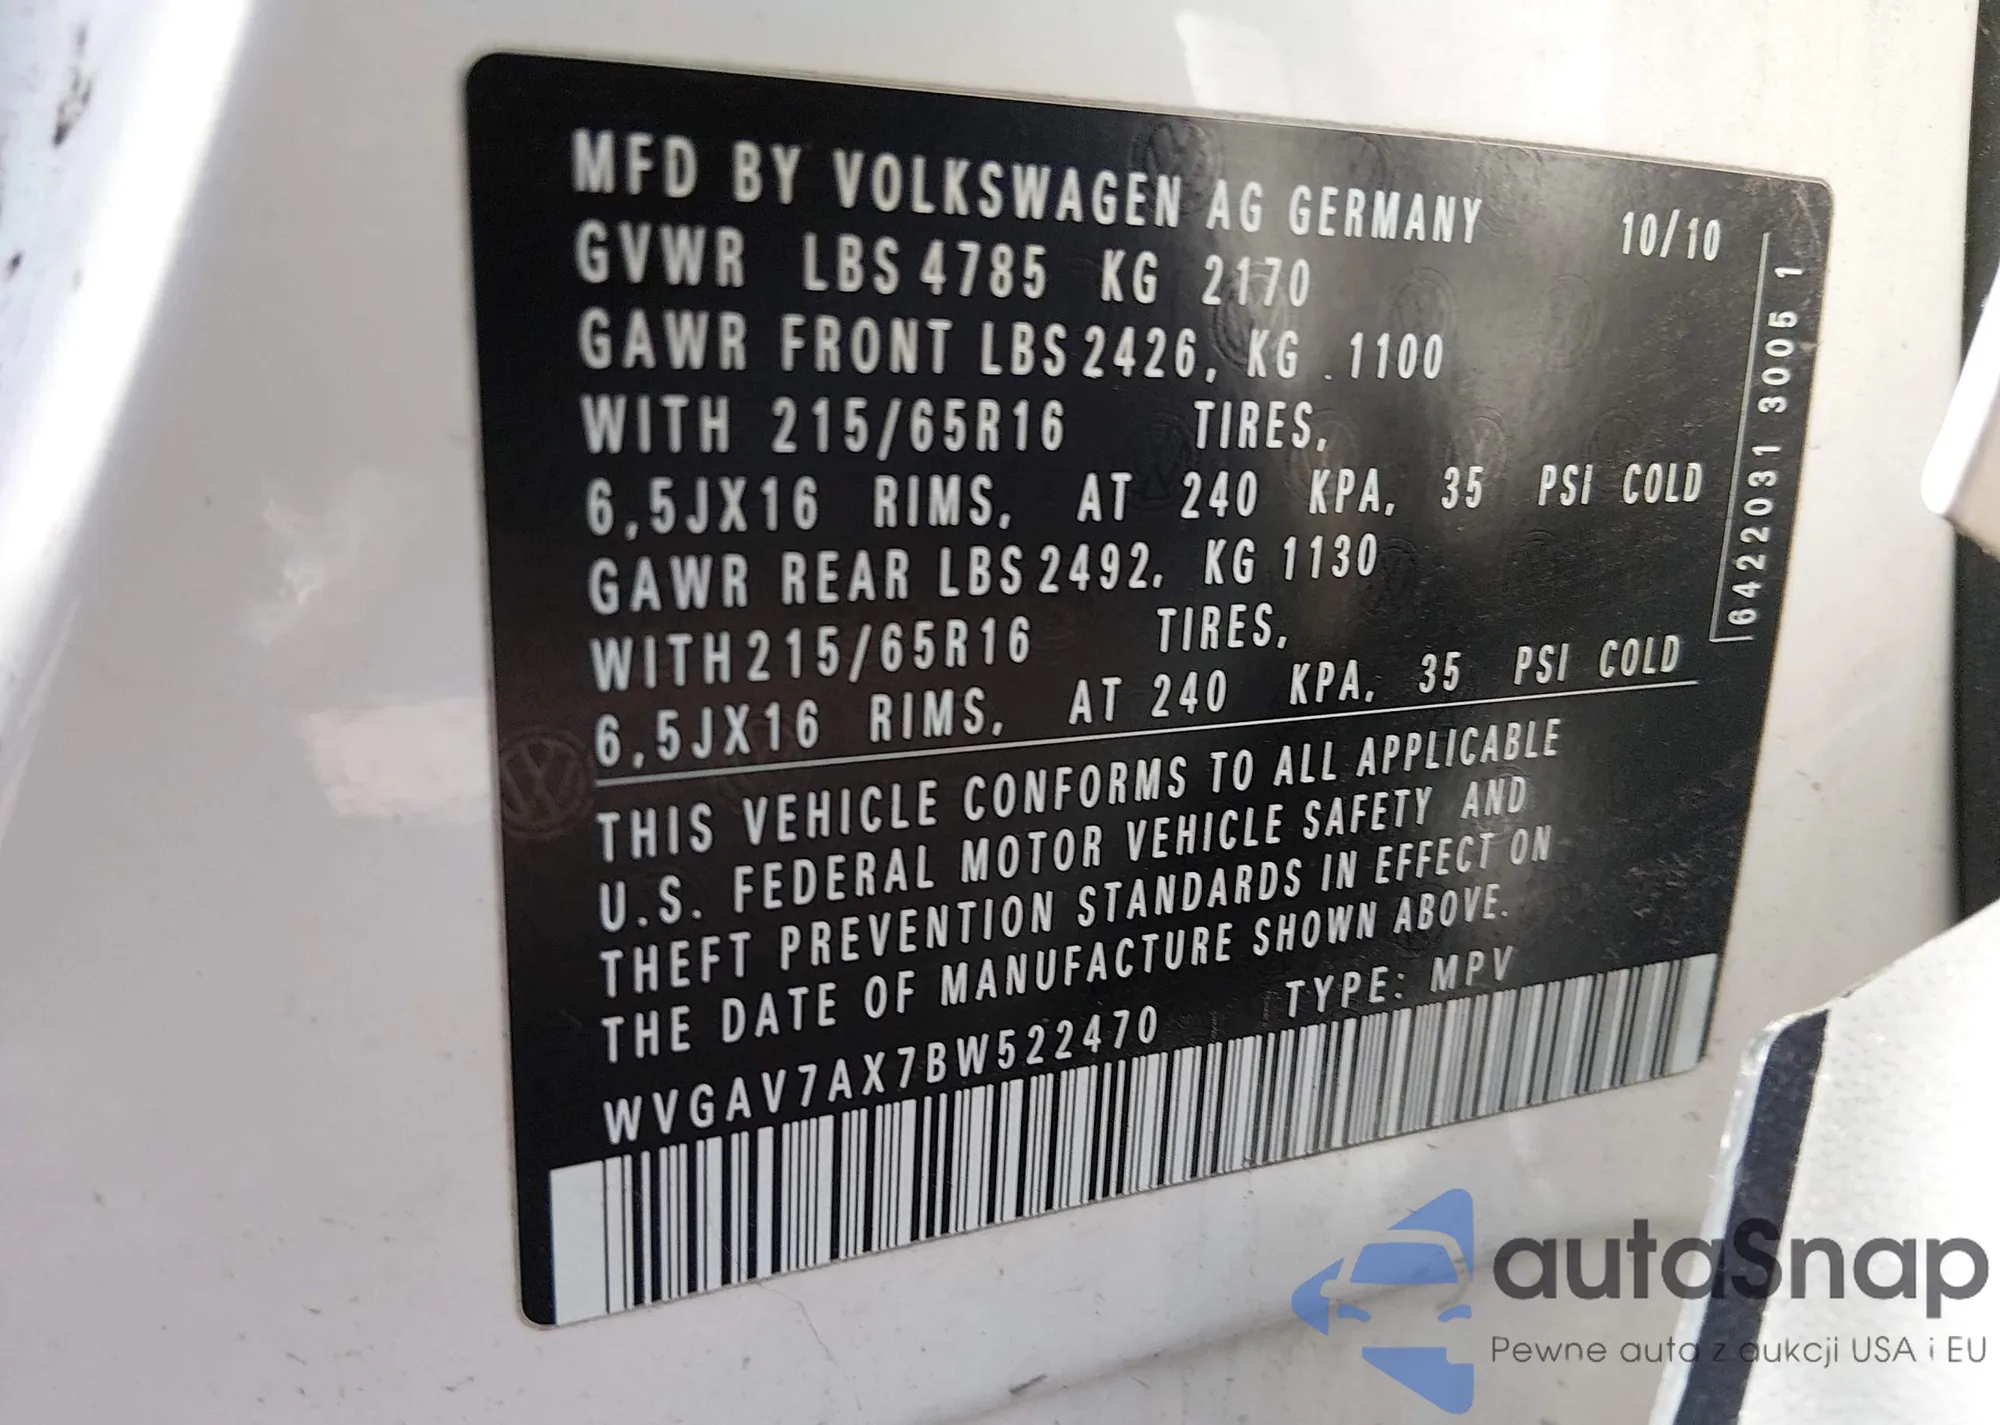 MFD BY VOLKSWAGEN AG GERMANY 10/10
GVWR LBS 4785 KG 2170
GAWR FRONT LBS 2426, KG .1100
WITH 215/65R16 TIRES,
6,5JX16 RIMS, AT 240 KPA, 35 PSI COLD
GAWR REAR LBS 2492, KG 1130
WITH 215/65R16 TIRES,
6,5JX16 RIMS, AT 240 KPA, 35 PSI COLD
6422031 3005 1
THIS VEHICLE CONFORMS TO ALL APPLICABLE
U.S. FEDERAL MOTOR VEHICLE SAFETY AND
THEFT PREVENTION STANDARDS IN EFFECT ON
THE DATE OF MANUFACTURE SHOWN ABOVE.
WVGAV7AX7BW522470 TYPE: MPV
autoSnap
Pewne auta z aukcji USA i EU